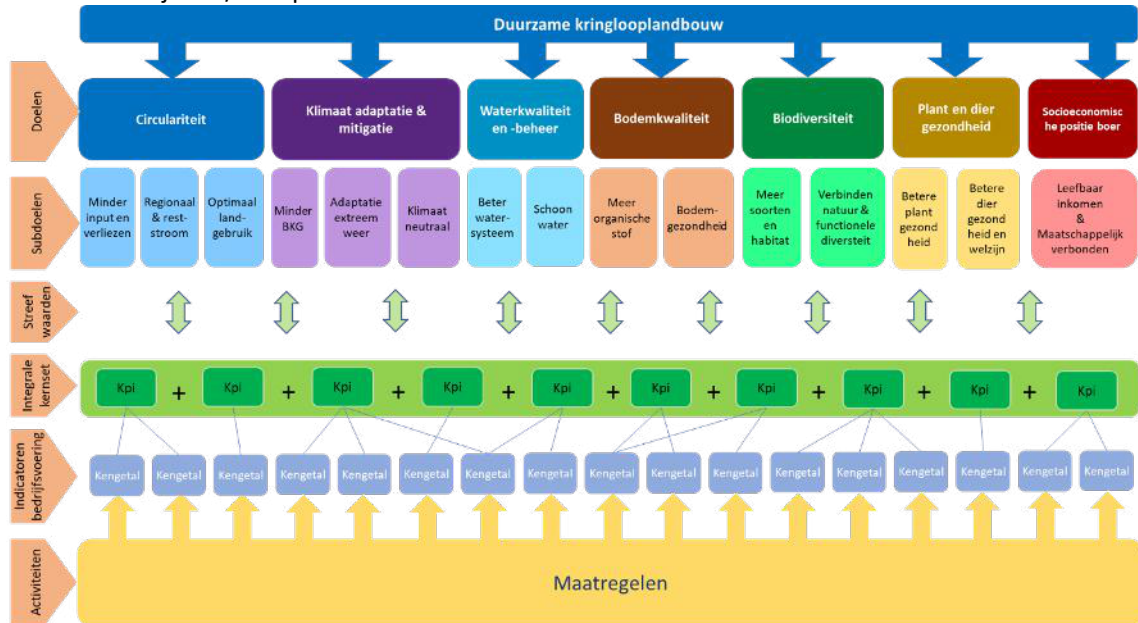 Duurzame kringlooplandbouw
Doelen
Circulariteit
Klimaat adaptatie &
mitigatie
Waterkwaliteit
en -beheer
Bodemkwaliteit
Biodiversiteit
Plant en dier
gezondheid
Socioeconomisc
he positie boer
Subdoelen
Minder
input en
verliezen
Regionaal
& rest-
stroom
Optimaal
land-
gebruik
Minder
BKG
Adaptatie
extreem
weer
Klimaat
neutraal
Beter
water-
systeem
Schoon
water
Meer
organische
stof
Bodem-
gezondheid
Meer
soorten
en
habitat
Verbinden
natuur &
functionele
diversteit
Betere
plant
gezond
heid
Betere
dier
gezond
heid en
welzijn
Leefbaar
inkomen
&
Maatschappelijk
verbonden
Streef
waarden
Integrale
kernset
Kpi + Kpi + Kpi + Kpi + Kpi + Kpi + Kpi + Kpi + Kpi + Kpi
Indicatoren
bedrijfsvoering
Kengetal Kengetal Kengetal Kengetal Kengetal Kengetal Kengetal Kengetal Kengetal Kengetal Kengetal Kengetal Kengetal Kengetal Kengetal Kengetal Kengetal
Activiteiten
Maatregelen